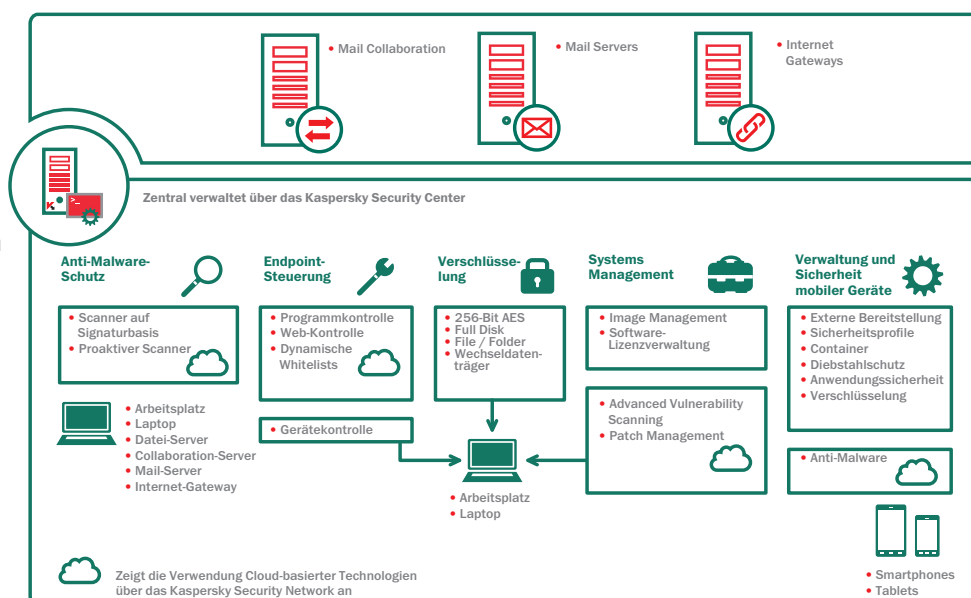 • Mail Collaboration
• Mail Servers
• Internet
Gateways
Zentral verwaltet über das Kaspersky Security Center
Anti-Malware-
Schutz
• Scanner auf
Signaturbasis
• Proaktiver Scanner
• Arbeitsplatz
• Laptop
• Datei-Server
• Collaboration-Server
• Mail-Server
• Internet-Gateway
Endpoint-
Steuerung
• Programmkontrolle
• Web-Kontrolle
• Dynamische
Whitelists
• Gerätekontrolle
Verschlüsse-
lung
• 256-Bit AES
• Full Disk
• File / Folder
• Wechseldaten-
träger
• Arbeitsplatz
• Laptop
Systems
Management
• Image Management
• Software-
Lizenzverwaltung
• Advanced Vulnerability
Scanning
• Patch Management
Verwaltung und
Sicherheit
mobiler Geräte
• Externe Bereitstellung
• Sicherheitsprofile
• Container
• Diebstahlschutz
• Anwendungssicherheit
• Verschlüsselung
• Anti-Malware
• Smartphones
• Tablets
Zeigt die Verwendung Cloud-basierter Technologien
über das Kaspersky Security Network an